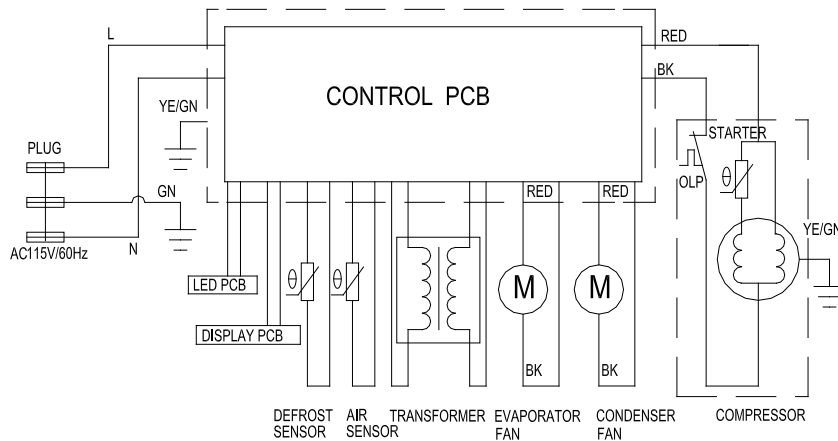 L
RED
BK
CONTROL PCB
YE/GN
PLUG
STARTER
OLP
θ
GN
RED
RED
YE/GN
N
AC115V/60Hz
LED PCB
θ
θ
M
M
DISPLAY PCB
BK
BK
DEFROST SENSOR
AIR SENSOR
TRANSFORMER
EVAPORATOR FAN
CONDENSER FAN
COMPRESSOR